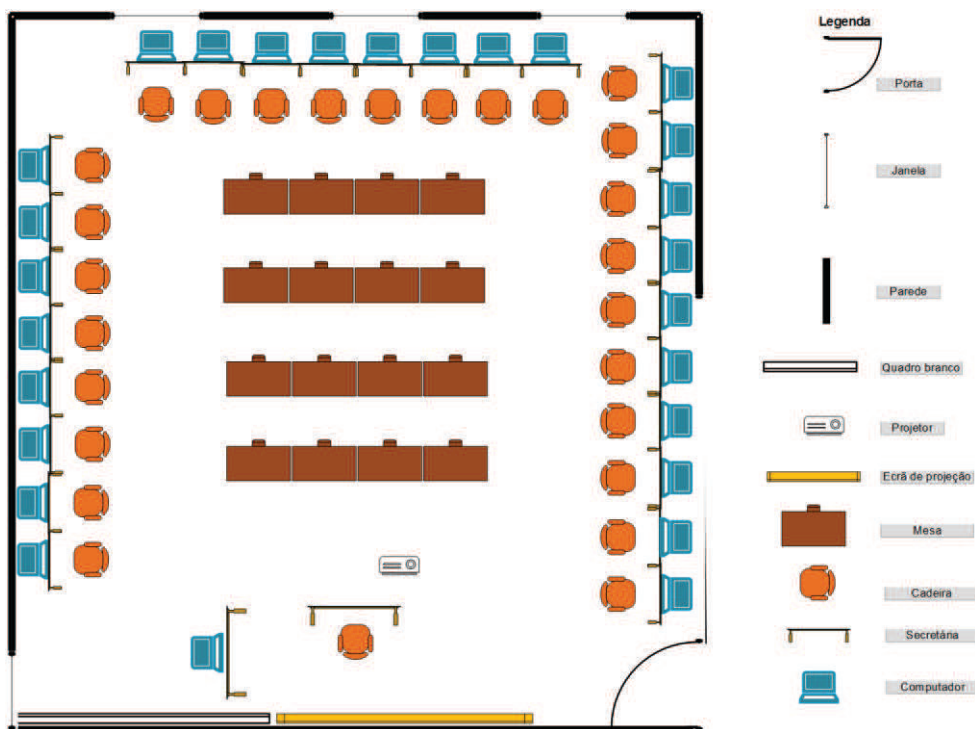 Legenda
Porta
Janela
Parede
Quadro branco
Projetor
Ecrã de projeção
Mesa
Cadeira
Secretária
Computador